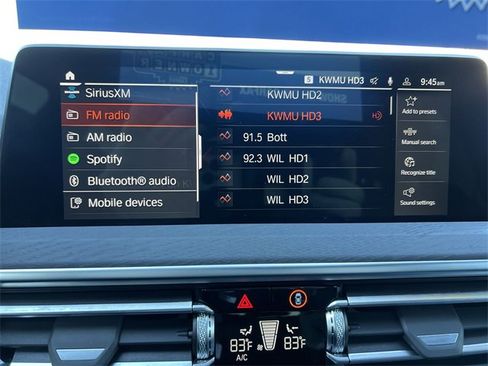 KWMU HD3 9:45am
SiriusXM
FM radio
AM radio
Spotify
Bluetooth® audio
Mobile devices
KWMU HD2
KWMU HD3
91.5 Bott
92.3 WIL HD1
WIL HD2
WIL HD3
Add to presets
Manual search
Recognize title
Sound settings
83°F 83°F
A/C